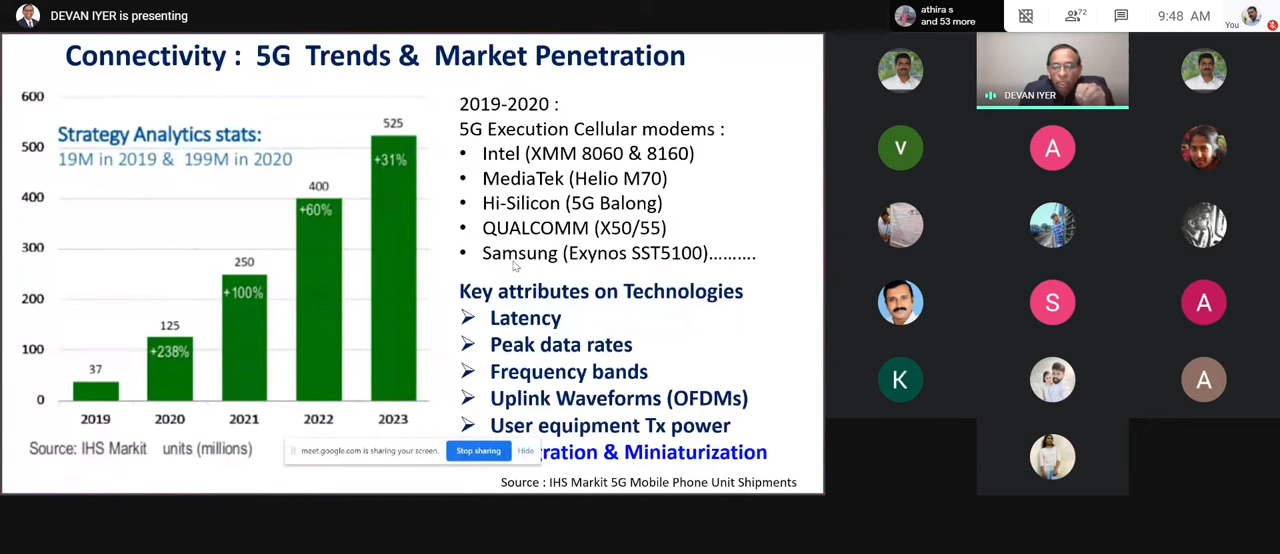 DEVAN IYER is presenting
athira s
and 53 more
72
9:48 AM
You
Connectivity : 5G Trends & Market Penetration
600
500
400
300
200
100
0
Strategy Analytics stats:
19M in 2019 & 199M in 2020
37
125
+238%
250
+100%
400
+60%
525
+31%
2019 2020 2021 2022 2023
Source: IHS Markit units (millions)
2019-2020 :
5G Execution Cellular modems :
• Intel (XMM 8060 & 8160)
• MediaTek (Helio M70)
• Hi-Silicon (5G Balong)
• QUALCOMM (X50/55)
• Samsung (Exynos SST5100)..........
Key attributes on Technologies
➢ Latency
➢ Peak data rates
➢ Frequency bands
➢ Uplink Waveforms (OFDMs)
➢ User equipment Tx power
gration & Miniaturization
meet.google.com is sharing your screen. Stop sharing Hide
Source : IHS Markit 5G Mobile Phone Unit Shipments
DEVAN IYER
V
A
S
A
K
A